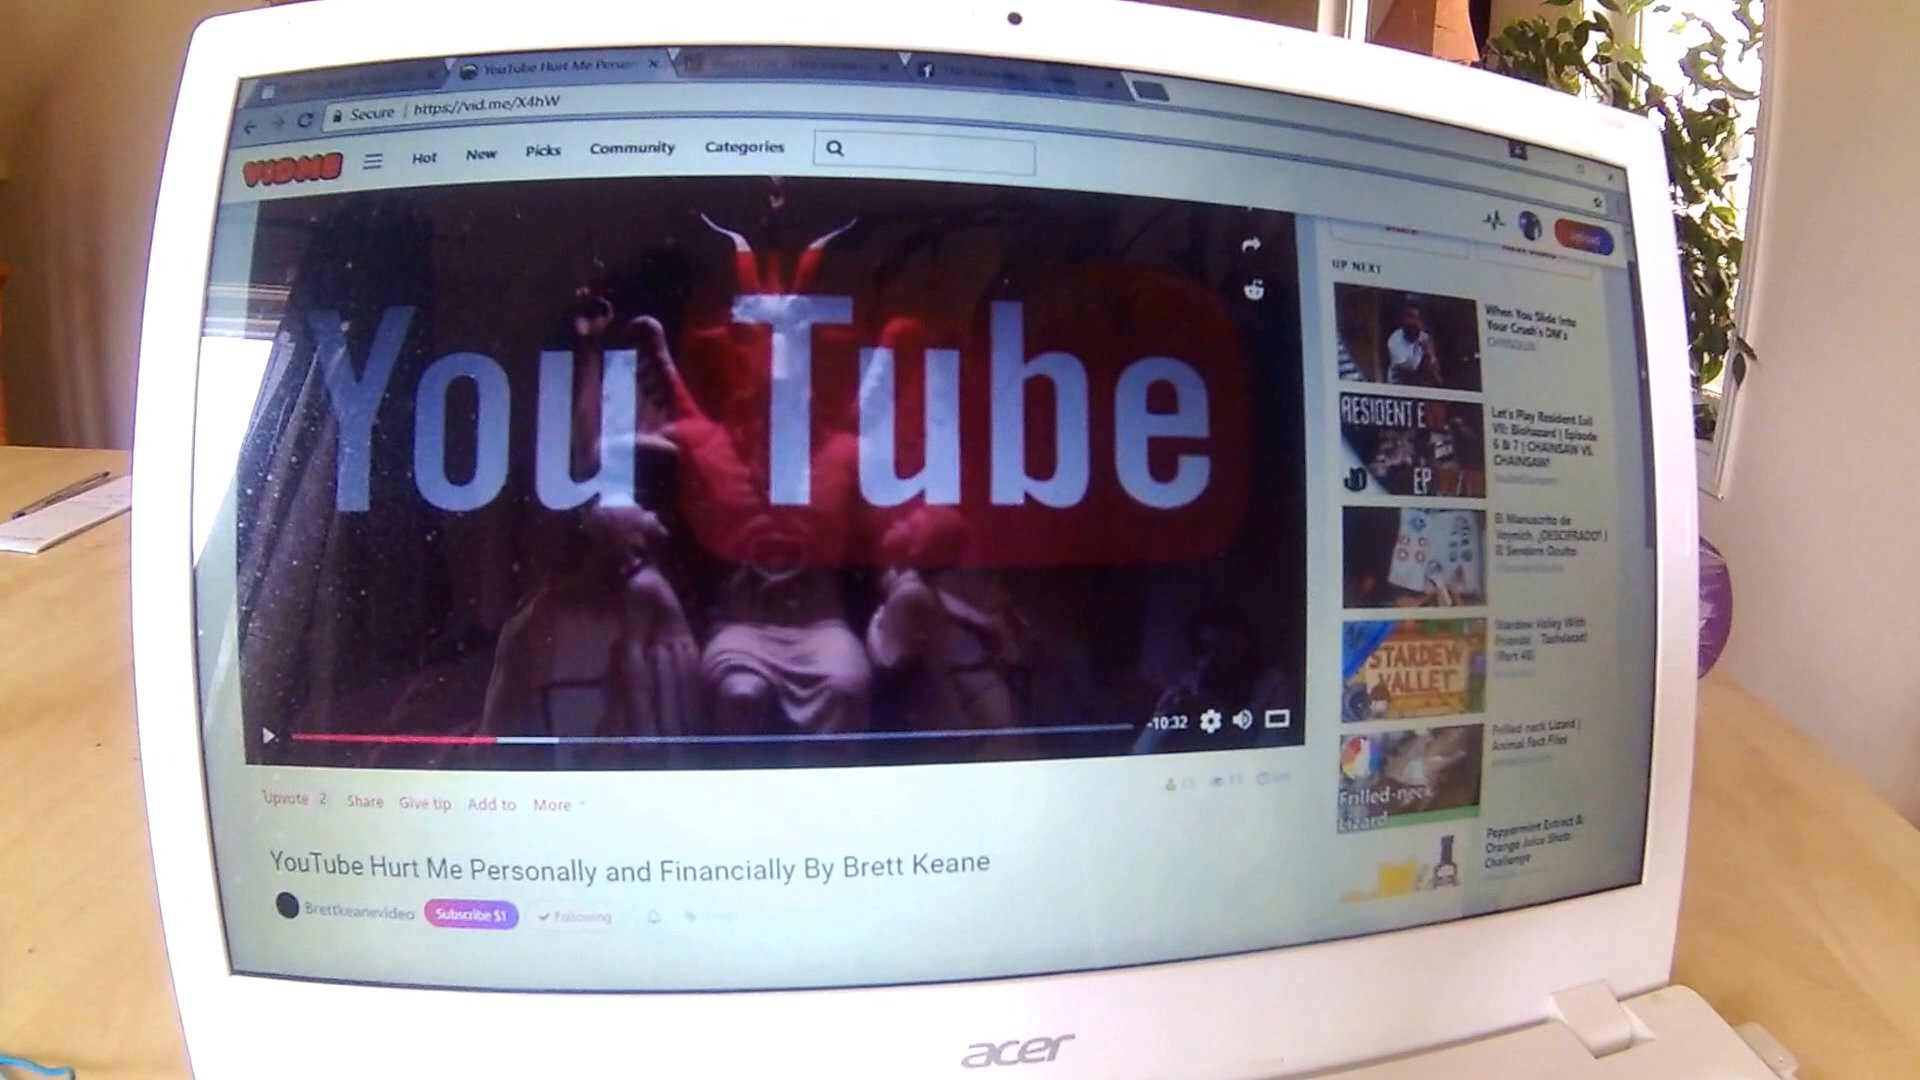 YouTube Hurt Me Person
Secure
https://vid.me/X4hW
VIDME
Hot
New
Picks
Community
Categories
YouTube
-10:32
Upvote 2
Share
Give tip
Add to
More
YouTube Hurt Me Personally and Financially By Brett Keane
Brettkeanevideo
Subscribe $1
Following
UP NEXT
When You Slide Into
Your Crush's DM's
RESIDENT E
EP
Let's Play Resident Evil
VII: Biohazard | Episode
6 & 7 | CHAINSAW VS.
CHAINSAW!
El Manuscrito de
Voynich, ¡DESCIFRADO! |
El Sendero Oculto
STARDEW
VALLEY
Stardew Valley With
(Part 40)
Frilled-neck
Lizard
Frilled-neck Lizard |
Animal Fact Files
Peppermint Extract &
Orange Juice Shots
Challenge
acer